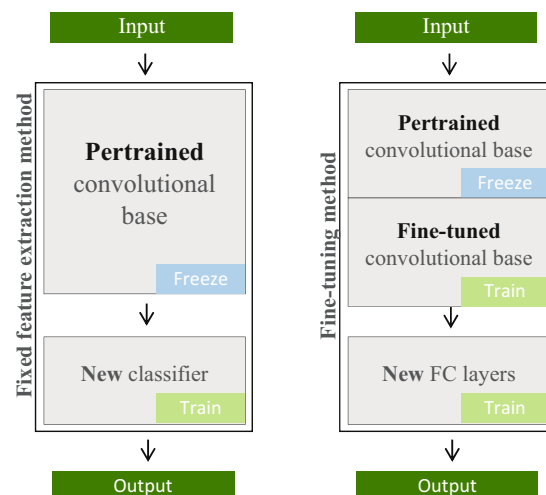 Input
Fixed feature extraction method
Pertrained
convolutional
base
Freeze
New classifier
Train
Output
Input
Fine-tuning method
Pertrained
convolutional base
Freeze
Fine-tuned
convolutional base
Train
New FC layers
Train
Output